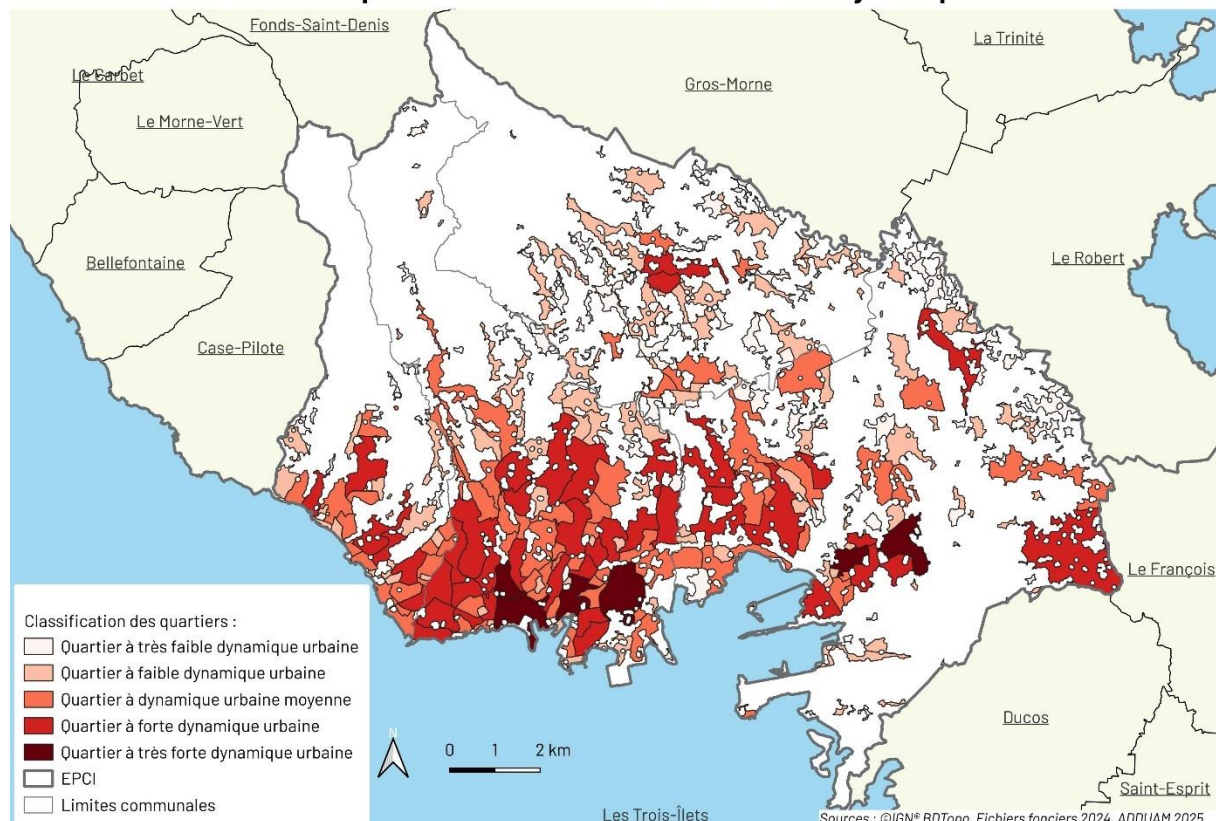 Fonds-Saint-Denis
La Trinité
Le Carbet
Gros-Morne
Le Morne-Vert
Bellefontaine
Le Robert
Case-Pilote
Le François
Classification des quartiers :
Quartier à très faible dynamique urbaine
Quartier à faible dynamique urbaine
Quartier à dynamique urbaine moyenne
Quartier à forte dynamique urbaine
Quartier à très forte dynamique urbaine
EPCI
Limites communales
N
0 1 2 km
Ducos
Saint-Esprit
Les Trois-Îlets
Sources : ©IGN® BDTopo, Fichiers fonciers 2024, ADDUAM 2025